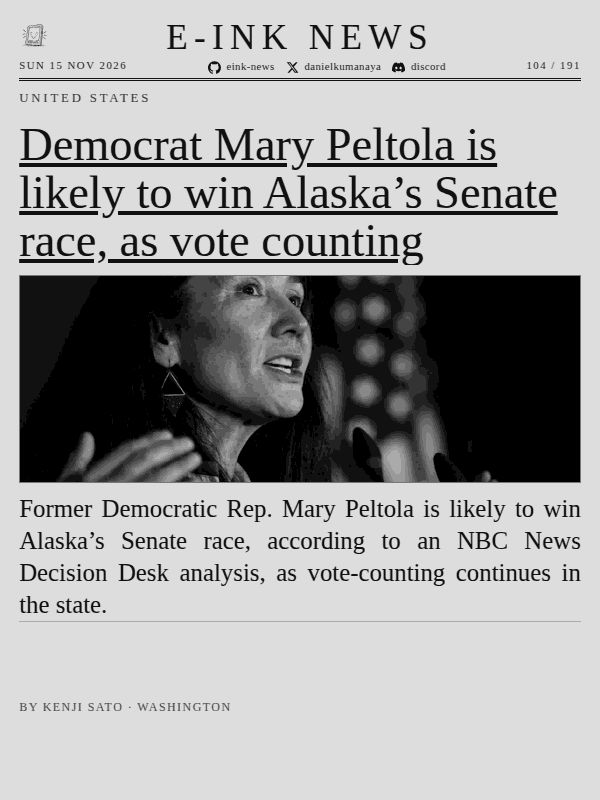 E-INK NEWS
SUN 15 NOV 2026
eink-news danielkumanaya discord
104 / 191
UNITED STATES
Democrat Mary Peltola is
likely to win Alaska’s Senate
race, as vote counting
Former Democratic Rep. Mary Peltola is likely to win
Alaska’s Senate race, according to an NBC News
Decision Desk analysis, as vote-counting continues in
the state.
BY KENJI SATO · WASHINGTON